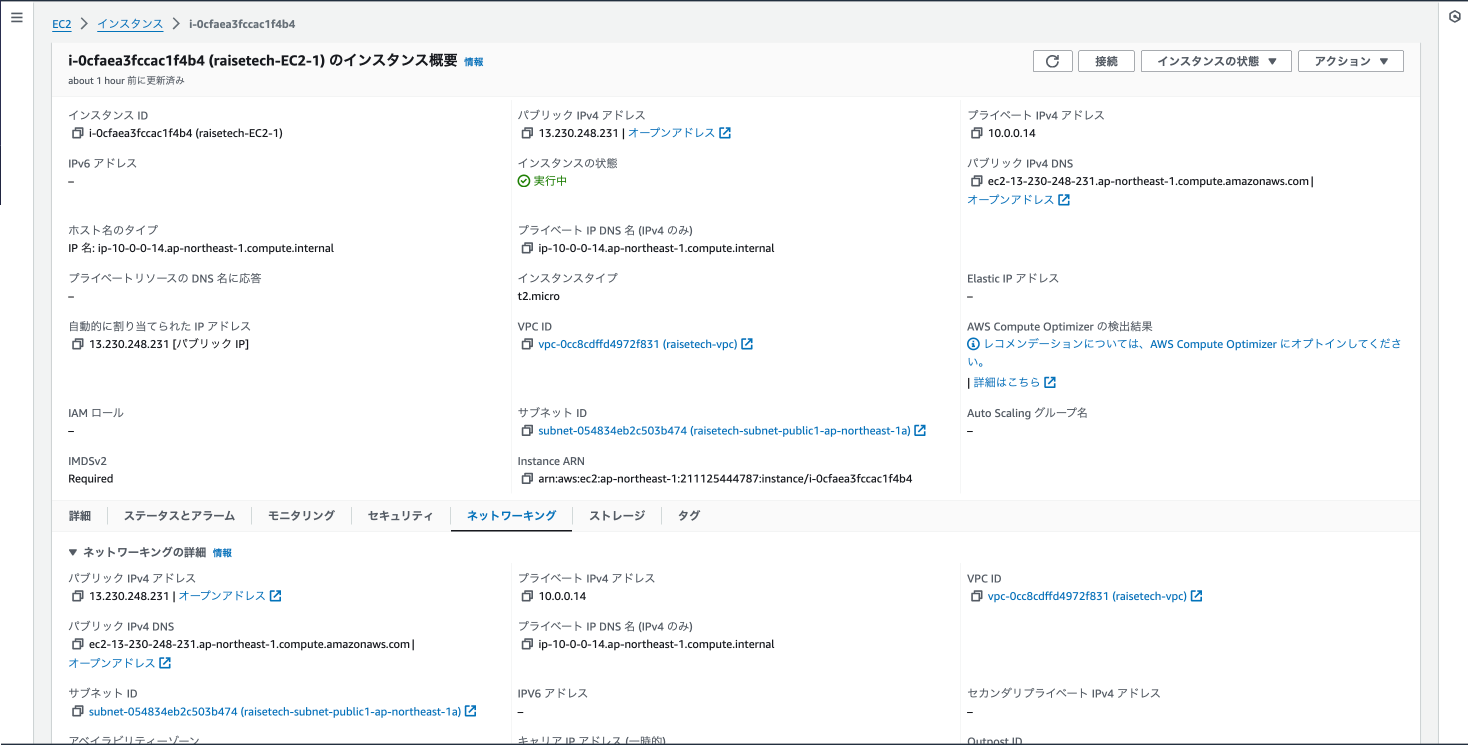 EC2 > インスタンス > i-0cfaea3fccac1f4b4
i-0cfaea3fccac1f4b4 (raisetech-EC2-1) のインスタンス概要 情報
about 1 hour 前に更新済み
接続
インスタンスの状態 ▼
アクション ▼
インスタンス ID
i-0cfaea3fccac1f4b4 (raisetech-EC2-1)
パブリック IPv4 アドレス
13.230.248.231 | オープンアドレス
プライベート IPv4 アドレス
10.0.0.14
IPv6 アドレス
–
インスタンスの状態
実行中
パブリック IPv4 DNS
ec2-13-230-248-231.ap-northeast-1.compute.amazonaws.com |
オープンアドレス
ホスト名のタイプ
IP 名: ip-10-0-0-14.ap-northeast-1.compute.internal
プライベート IP DNS 名 (IPv4 のみ)
ip-10-0-0-14.ap-northeast-1.compute.internal
プライベートリソースの DNS 名に応答
–
インスタンスタイプ
t2.micro
Elastic IP アドレス
–
自動的に割り当てられた IP アドレス
13.230.248.231 [パブリック IP]
VPC ID
vpc-0cc8cdffd4972f831 (raisetech-vpc)
AWS Compute Optimizer の検出結果
レコメンデーションについては、AWS Compute Optimizer にオプトインしてくださ
い。
| 詳細はこちら
IAM ロール
–
サブネット ID
subnet-054834eb2c503b474 (raisetech-subnet-public1-ap-northeast-1a)
Auto Scaling グループ名
–
IMDSv2
Required
Instance ARN
arn:aws:ec2:ap-northeast-1:211125444787:instance/i-0cfaea3fccac1f4b4
詳細
ステータスとアラーム
モニタリング
セキュリティ
ネットワーキング
ストレージ
タグ
▼ ネットワーキングの詳細 情報
パブリック IPv4 アドレス
13.230.248.231 | オープンアドレス
プライベート IPv4 アドレス
10.0.0.14
VPC ID
vpc-0cc8cdffd4972f831 (raisetech-vpc)
パブリック IPv4 DNS
ec2-13-230-248-231.ap-northeast-1.compute.amazonaws.com |
オープンアドレス
プライベート IP DNS 名 (IPv4 のみ)
ip-10-0-0-14.ap-northeast-1.compute.internal
サブネット ID
subnet-054834eb2c503b474 (raisetech-subnet-public1-ap-northeast-1a)
IPV6 アドレス
–
セカンダリプライベート IPv4 アドレス
–
アベイラビリティーゾーン
キャリア IP アドレス (一時的)
Outpost ID